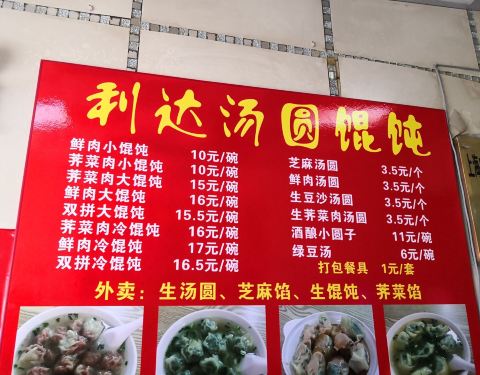 利达汤圆馄饨
鲜肉小馄饨 10元/碗
荠菜肉小馄饨 10元/碗
荠菜肉大馄饨 15元/碗
鲜肉大馄饨 16元/碗
双拼大馄饨 15.5元/碗
荠菜肉冷馄饨 16元/碗
鲜肉冷馄饨 17元/碗
双拼冷馄饨 16.5元/碗
芝麻汤圆 3.5元/个
鲜肉汤圆 3.5元/个
生豆沙汤圆 3.5元/个
生荠菜肉汤圆 3.5元/个
酒酿小圆子 11元/碗
绿豆汤 6元/碗
打包餐具 1元/套
外卖：生汤圆、芝麻馅、生馄饨、荠菜馅